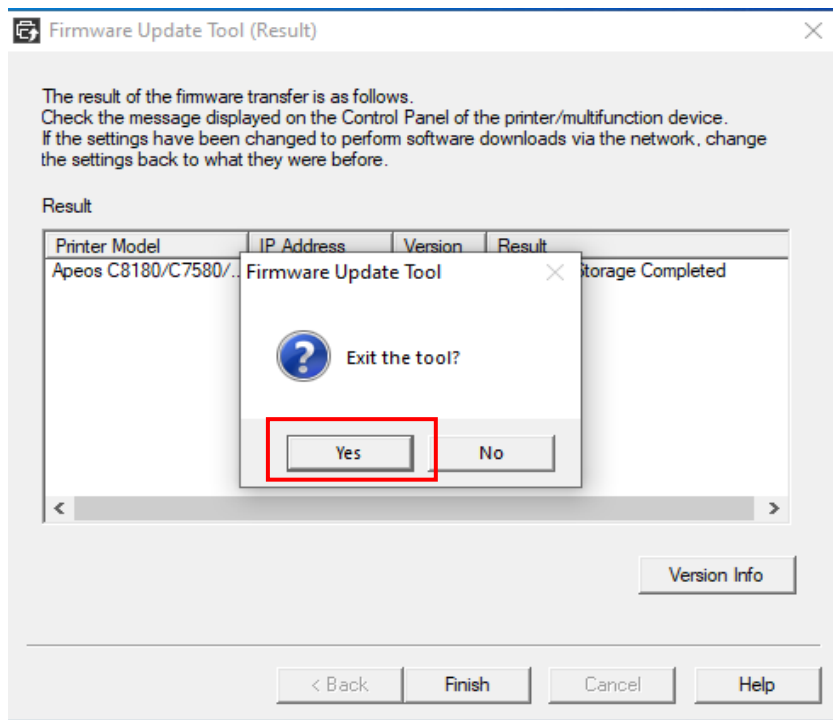 Firmware Update Tool (Result)
The result of the firmware transfer is as follows.
Check the message displayed on the Control Panel of the printer/multifunction device.
If the settings have been changed to perform software downloads via the network, change
the settings back to what they were before.
Result
Printer Model IP Address Version Result
Apeos C8180/C7580/... Storage Completed
Firmware Update Tool
Exit the tool?
Yes No
Version Info
< Back Finish Cancel Help